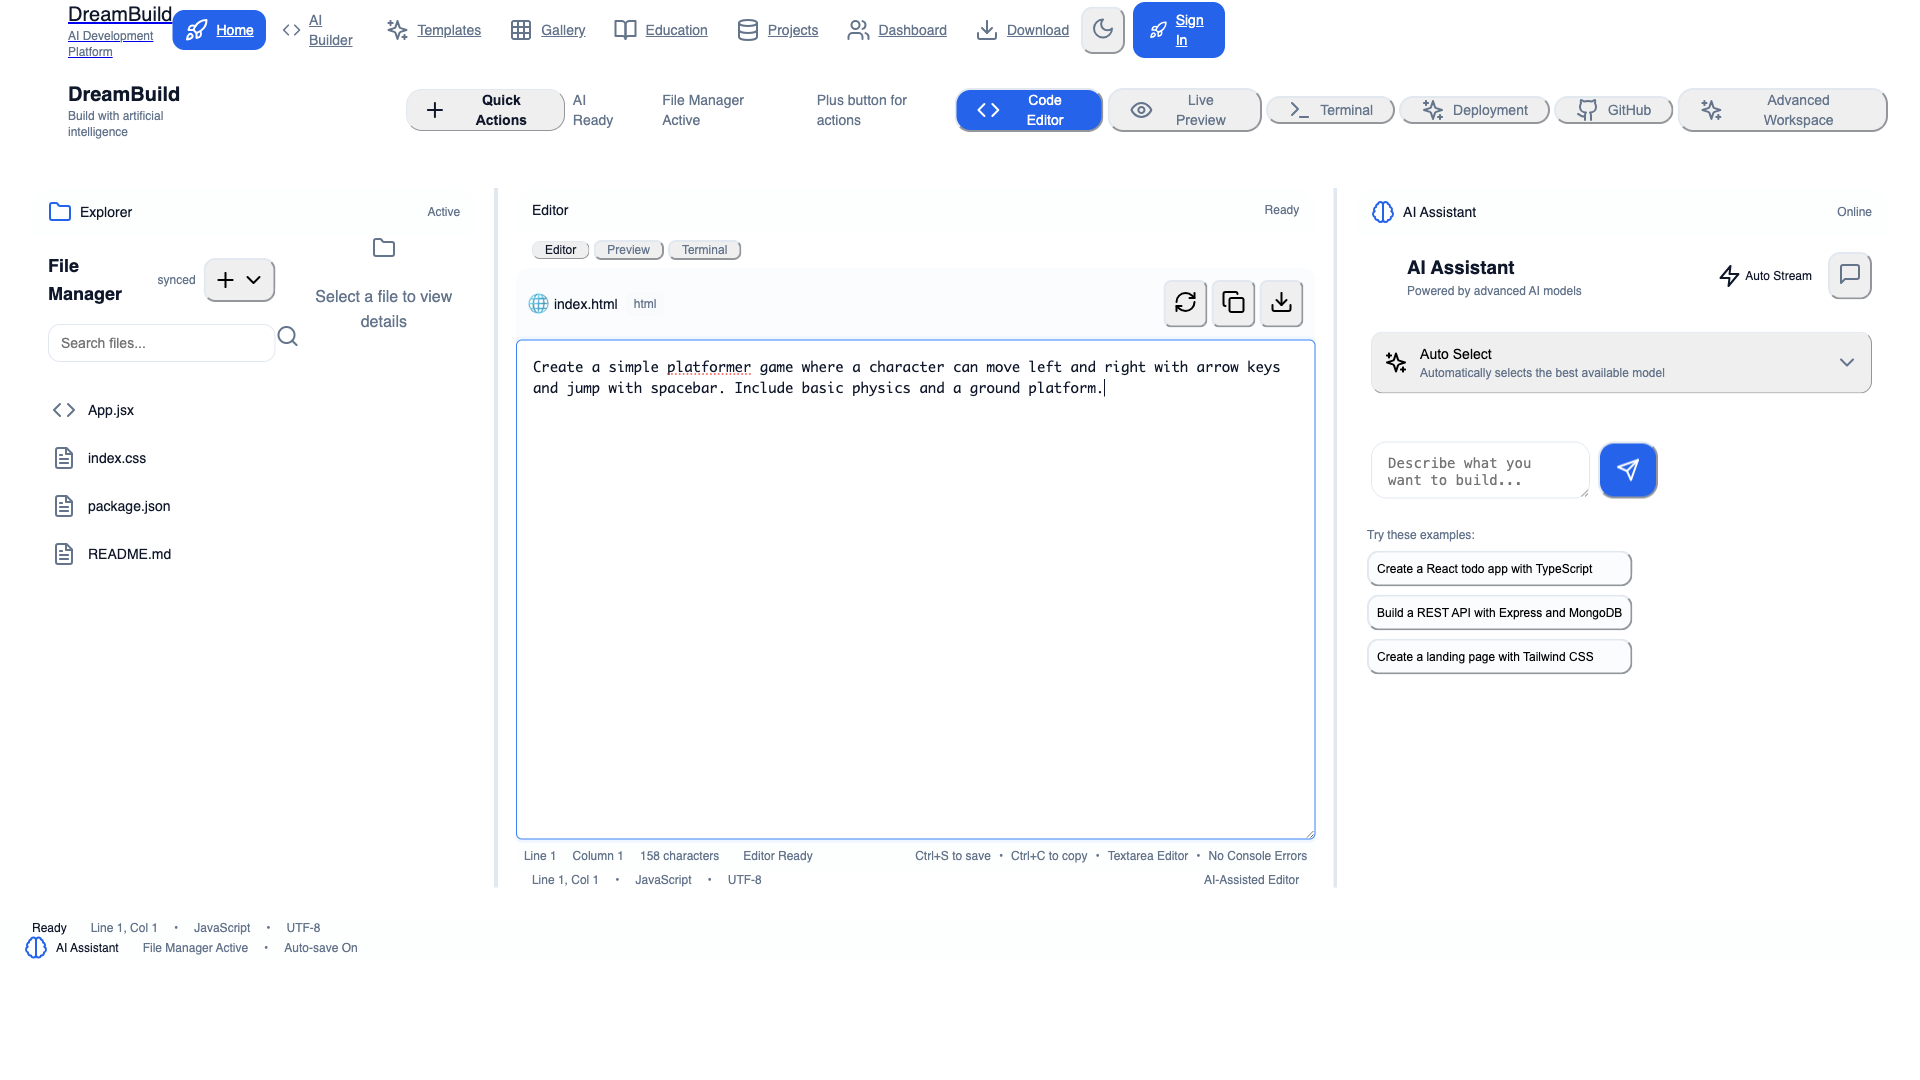 DreamBuild
AI Development
Platform
Home
AI
Builder
Templates
Gallery
Education
Projects
Dashboard
Download
Sign
In
DreamBuild
Build with artificial
intelligence
Quick
Actions
AI
Ready
File Manager
Active
Plus button for
actions
Code
Editor
Live
Preview
Terminal
Deployment
GitHub
Advanced
Workspace
Explorer
Active
File
Manager
synced
Search files...
App.jsx
index.css
package.json
README.md
Select a file to view
details
Editor
Ready
Editor
Preview
Terminal
index.html
html
Create a simple platformer game where a character can move left and right with arrow keys
and jump with spacebar. Include basic physics and a ground platform.
Line 1
Column 1
158 characters
Editor Ready
Ctrl+S to save • Ctrl+C to copy • Textarea Editor • No Console Errors
Line 1, Col 1 • JavaScript • UTF-8
AI-Assisted Editor
AI Assistant
Online
AI Assistant
Powered by advanced AI models
Auto Stream
Auto Select
Automatically selects the best available model
Describe what you
want to build...
Try these examples:
Create a React todo app with TypeScript
Build a REST API with Express and MongoDB
Create a landing page with Tailwind CSS
Ready
Line 1, Col 1 • JavaScript • UTF-8
AI Assistant
File Manager Active • Auto-save On